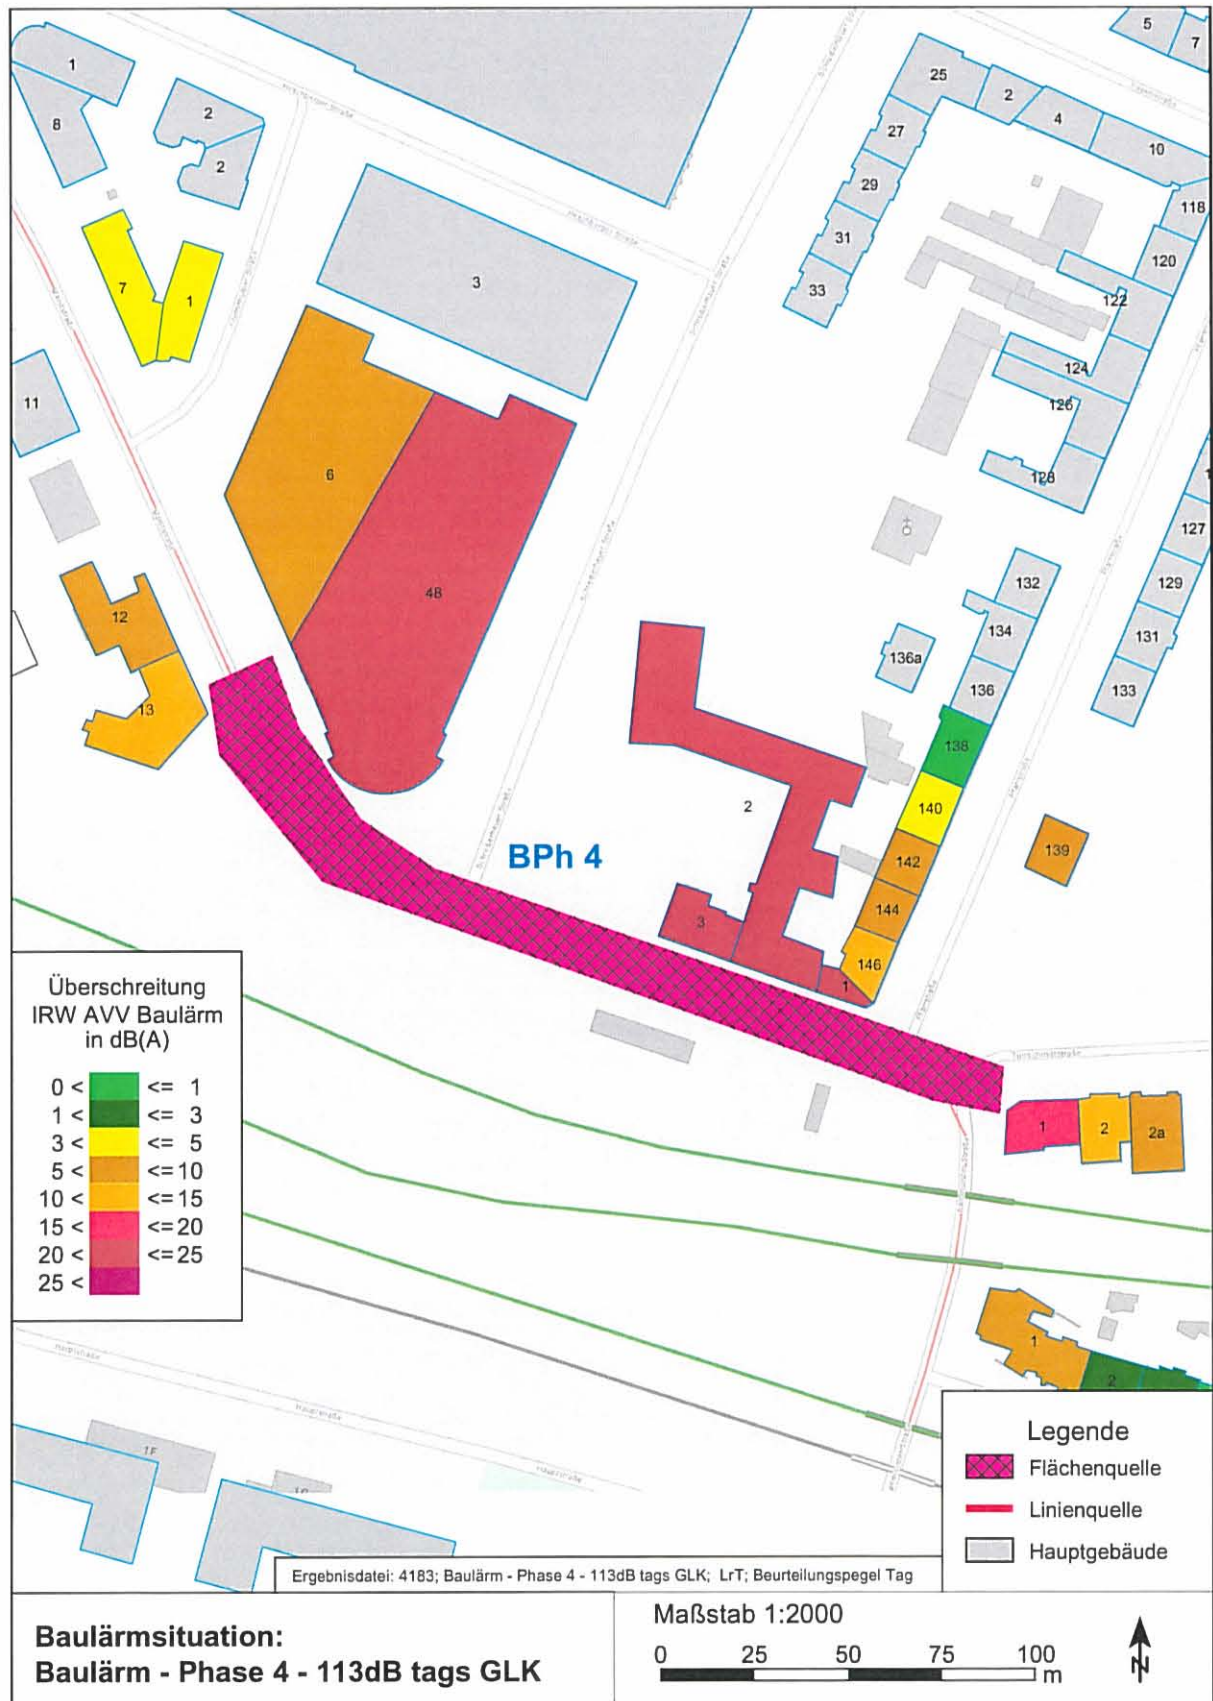 5
7
1
8
2
2
25
2
4
10
27
29
31
33
118
120
122
124
126
128
3
7
1
11
6
48
12
13
127
129
131
133
132
134
136a
136
138
140
142
144
146
139
2
3
1
BPh 4
Überschreitung
IRW AVV Baulärm
in dB(A)
0 < <= 1
1 < <= 3
3 < <= 5
5 < <=10
10 < <=15
15 < <=20
20 < <=25
25 <
1
2
2a
1
2
Hauptstraße
Hauptstraße
Hauptstraße
1F
Legende
Flächenquelle
Linienquelle
Hauptgebäude
Ergebnisdatei: 4183; Baulärm - Phase 4 - 113dB tags GLK; LrT; Beurteilungspegel Tag
Baulärmsituation:
Baulärm - Phase 4 - 113dB tags GLK
Maßstab 1:2000
0 25 50 75 100
m
N